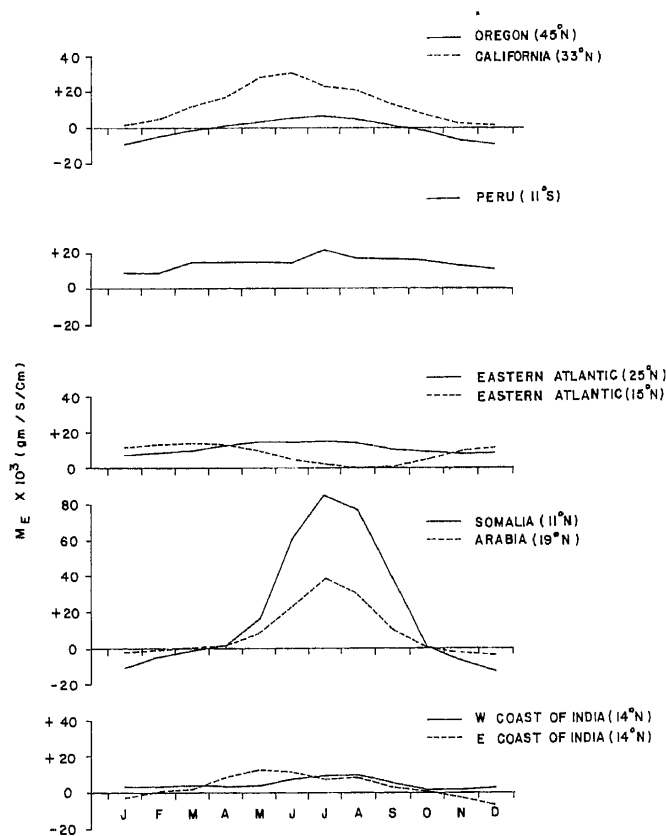 OREGON (45°N)
CALIFORNIA (33°N)
40
+20
0
-20
PERU (11°S)
+20
0
-20
EASTERN ATLANTIC (25°N)
EASTERN ATLANTIC (15°N)
40
+20
0
SOMALIA (11°N)
ARABIA (19°N)
80
60
40
+20
0
-20
W COAST OF INDIA (14°N)
E COAST OF INDIA (14°N)
+ 40
+20
0
-20
J F M A M J J A S O N D
M_E X 10³ (gm / S / Cm)